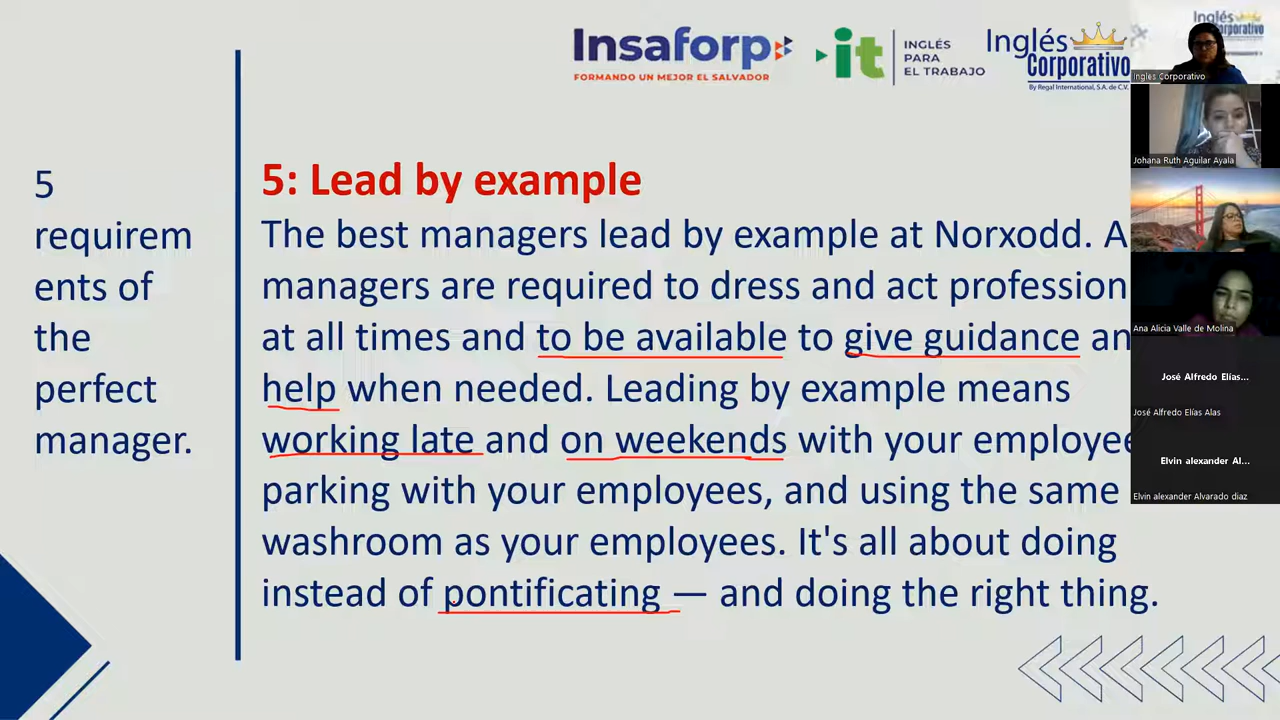 Insaforp
FORMANDO UN MEJOR EL SALVADOR
it
INGLÉS
PARA
EL TRABAJO
Inglés
Corporativo
By Regal International, S.A. de C.V.
5
requirem
ents of
the
perfect
manager.
5: Lead by example
The best managers lead by example at Norxodd. A
managers are required to dress and act profession
at all times and to be available to give guidance an
help when needed. Leading by example means
working late and on weekends with your employee
parking with your employees, and using the same
washroom as your employees. It's all about doing
instead of pontificating — and doing the right thing.
Inglés
Corporativo
Ingles Corporativo
Johana Ruth Aguilar Ayala
Ana Alicia Valle de Molina
José Alfredo Elías...
José Alfredo Elías Alas
Elvin alexander Al...
Elvin alexander Alvarado diaz